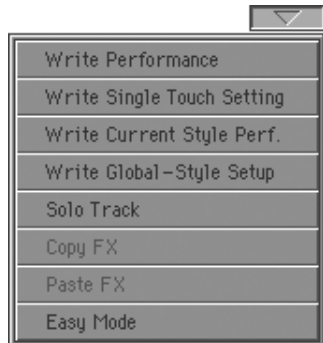 Write Performance
Write Single Touch Setting
Write Current Style Perf.
Write Global-Style Setup
Solo Track
Copy FX
Paste FX
Easy Mode